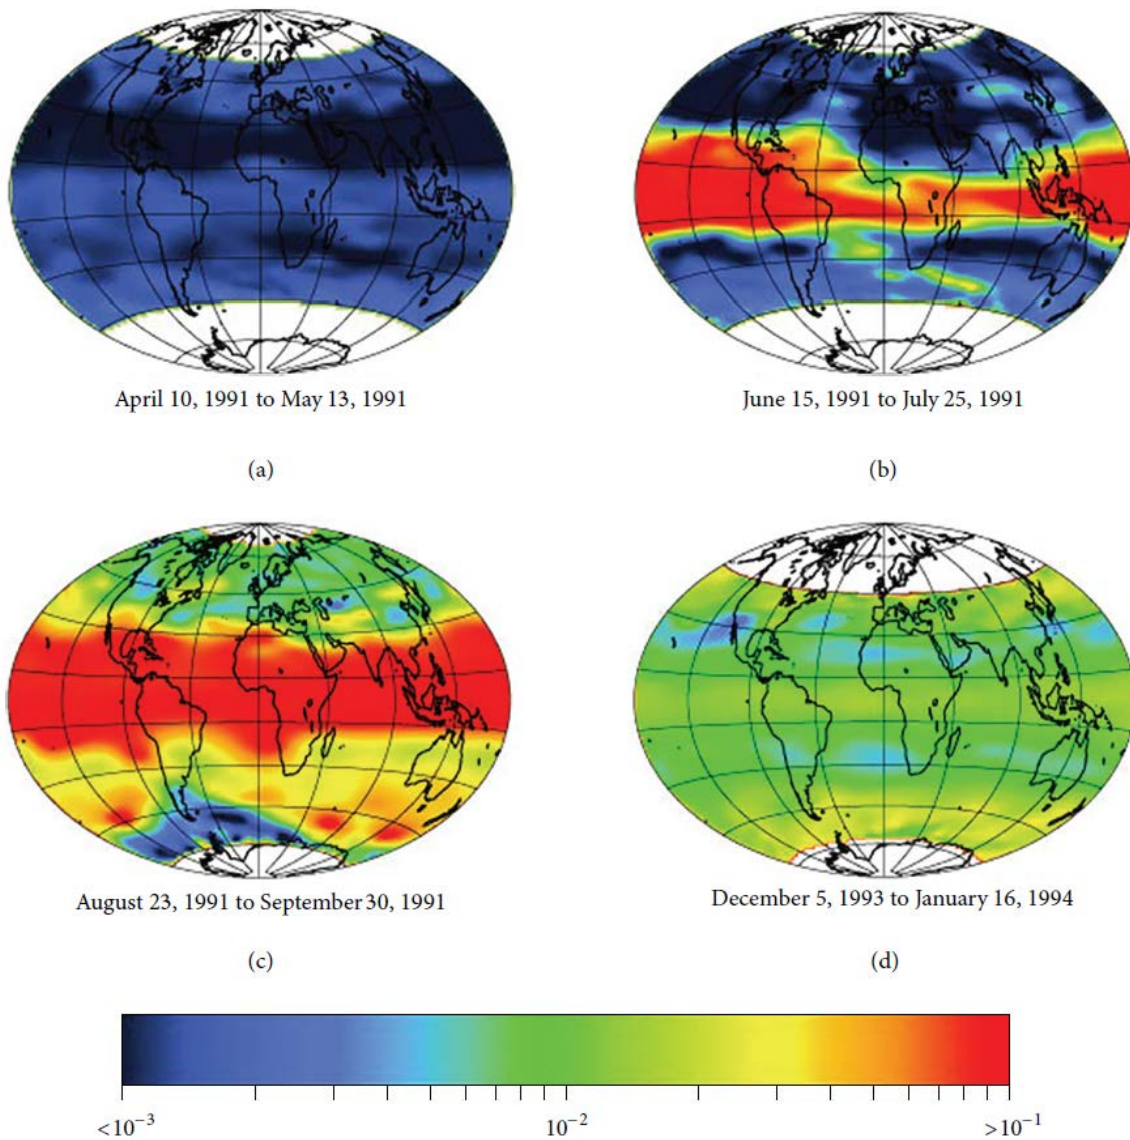 April 10, 1991 to May 13, 1991
June 15, 1991 to July 25, 1991
(a)
(b)
August 23, 1991 to September 30, 1991
December 5, 1993 to January 16, 1994
(c)
(d)
<10⁻³
10⁻²
>10⁻¹